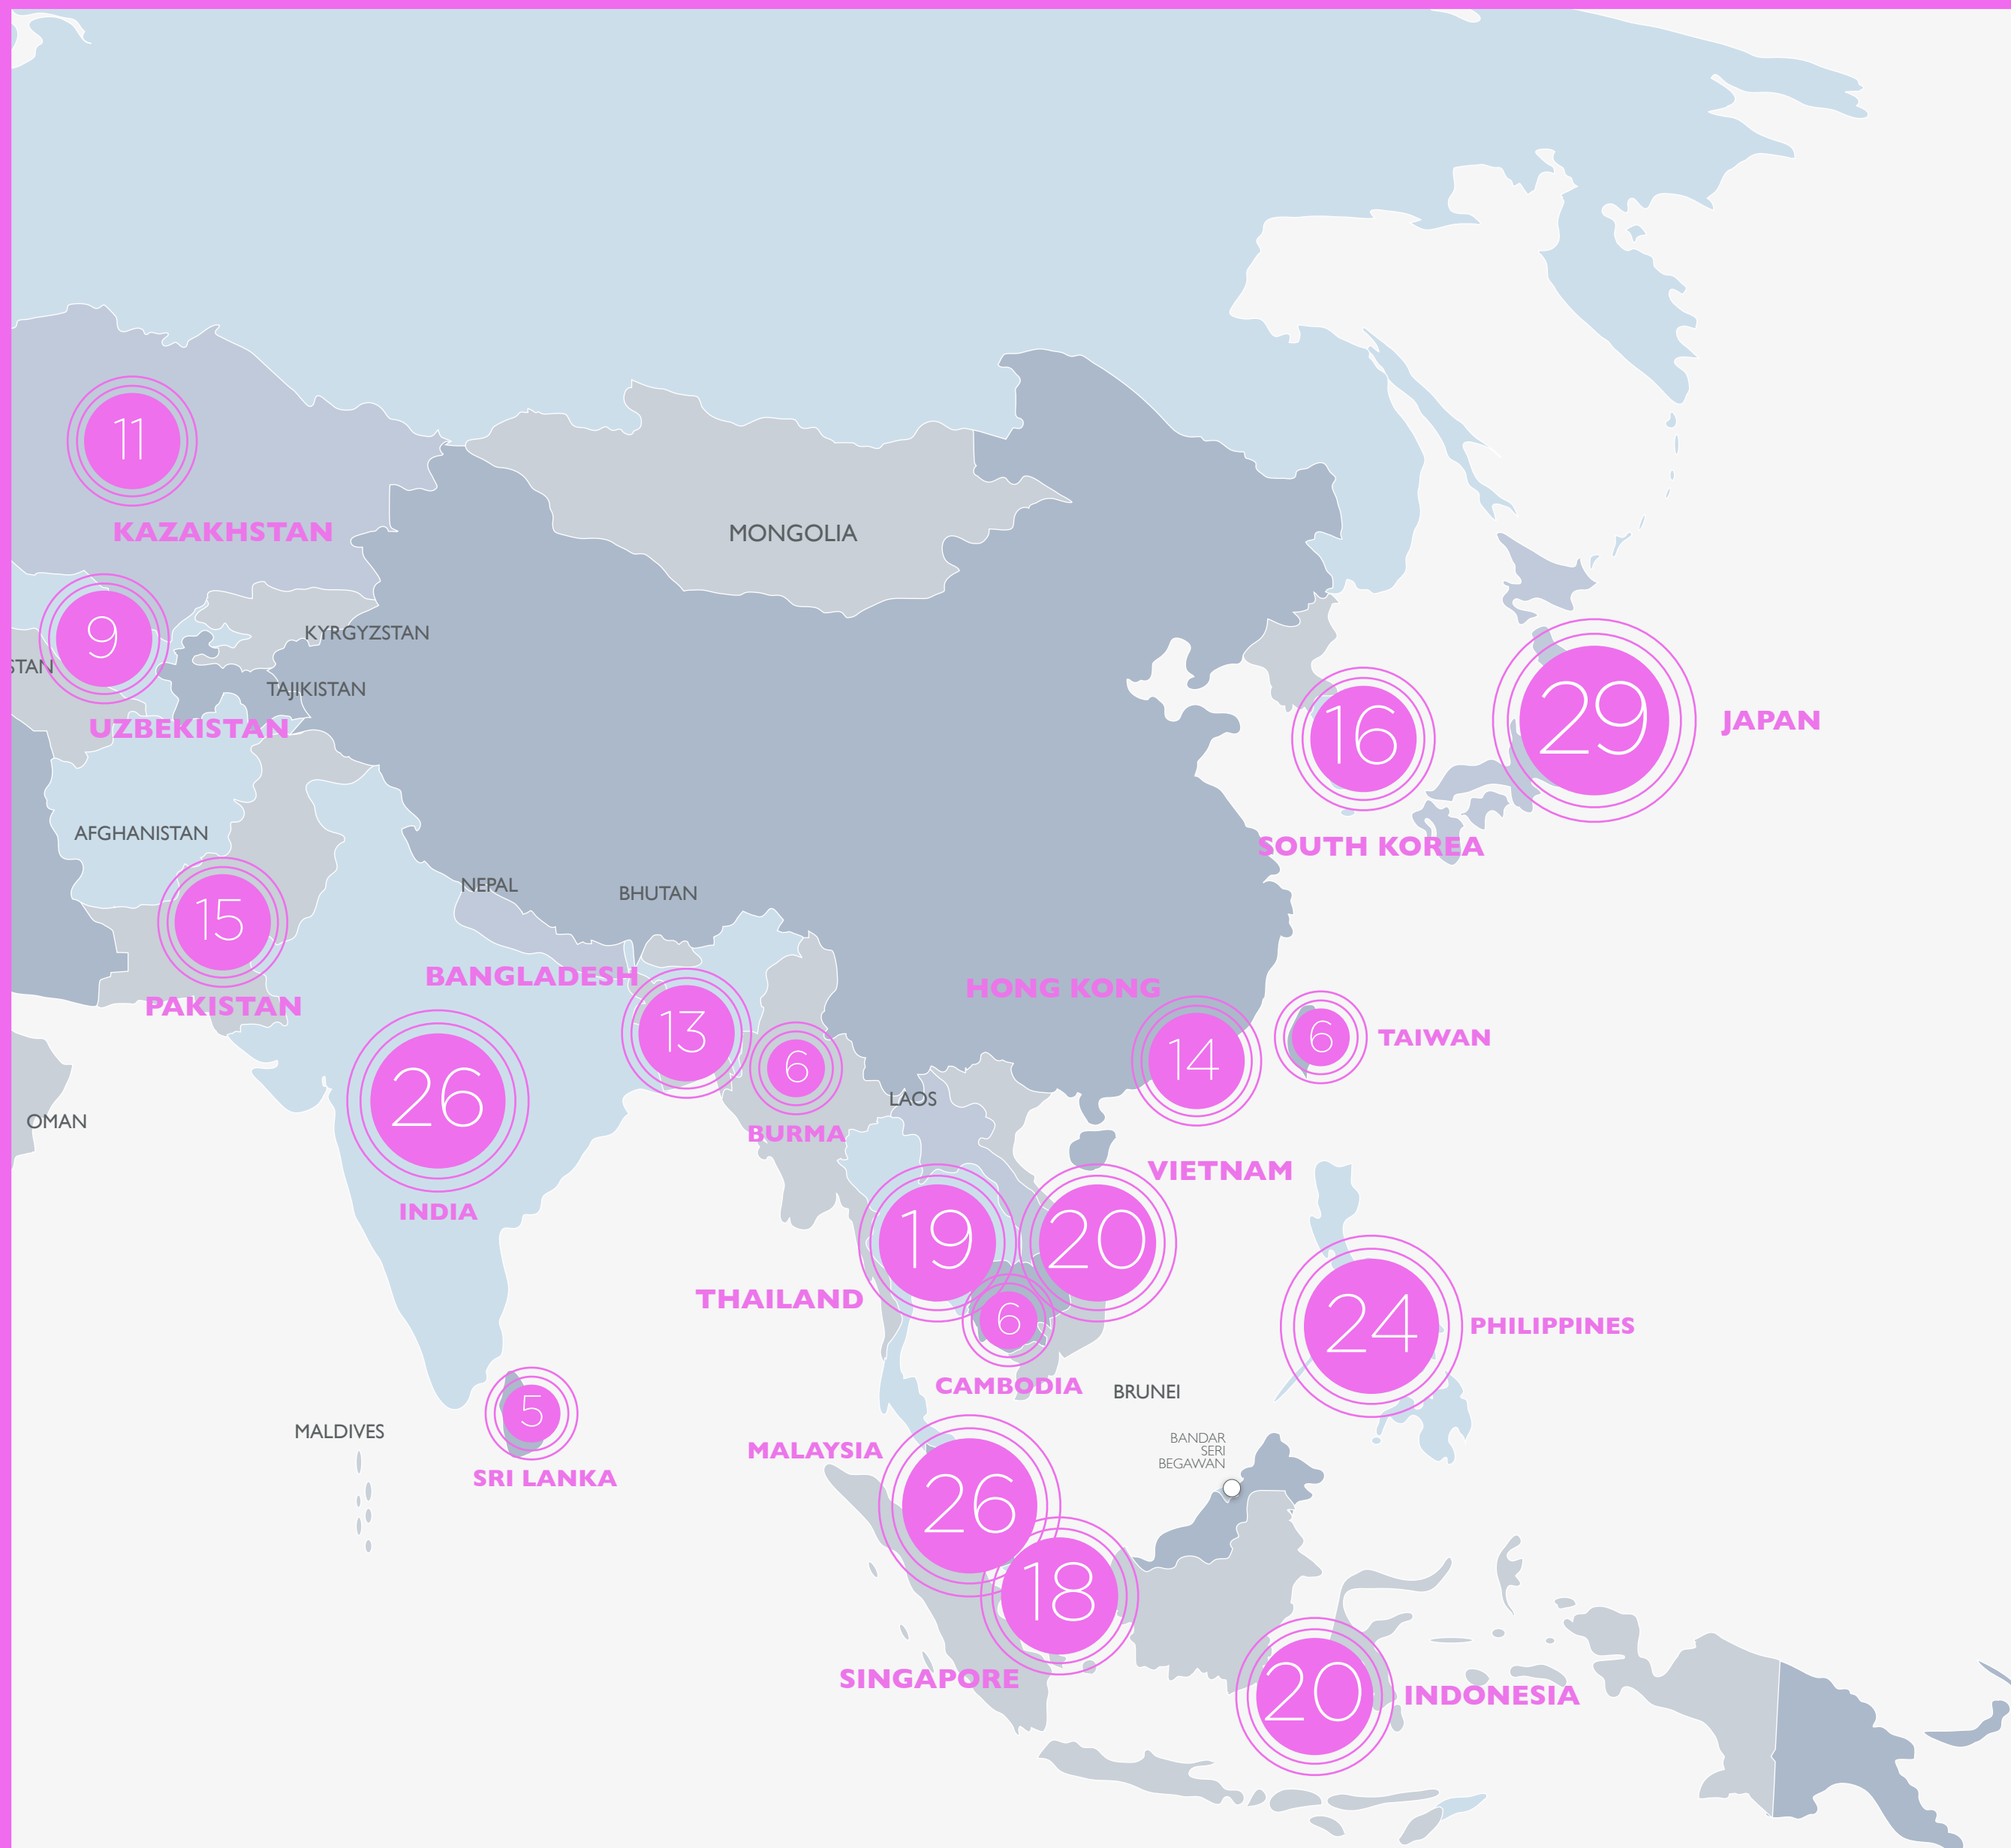 11
KAZAKHSTAN
MONGOLIA
9
KYRGYZSTAN
STAN
TAJIKISTAN
UZBEKISTAN
16
29
JAPAN
SOUTH KOREA
AFGHANISTAN
15
PAKISTAN
NEPAL
BHUTAN
BANGLADESH
13
HONG KONG
14
6
TAIWAN
6
BURMA
OMAN
26
INDIA
LAOS
VIETNAM
19
20
THAILAND
6
CAMBODIA
24
PHILIPPINES
BRUNEI
MALDIVES
5
SRI LANKA
BANDAR
SERI
BEGAWAN
MALAYSIA
26
18
SINGAPORE
20
INDONESIA